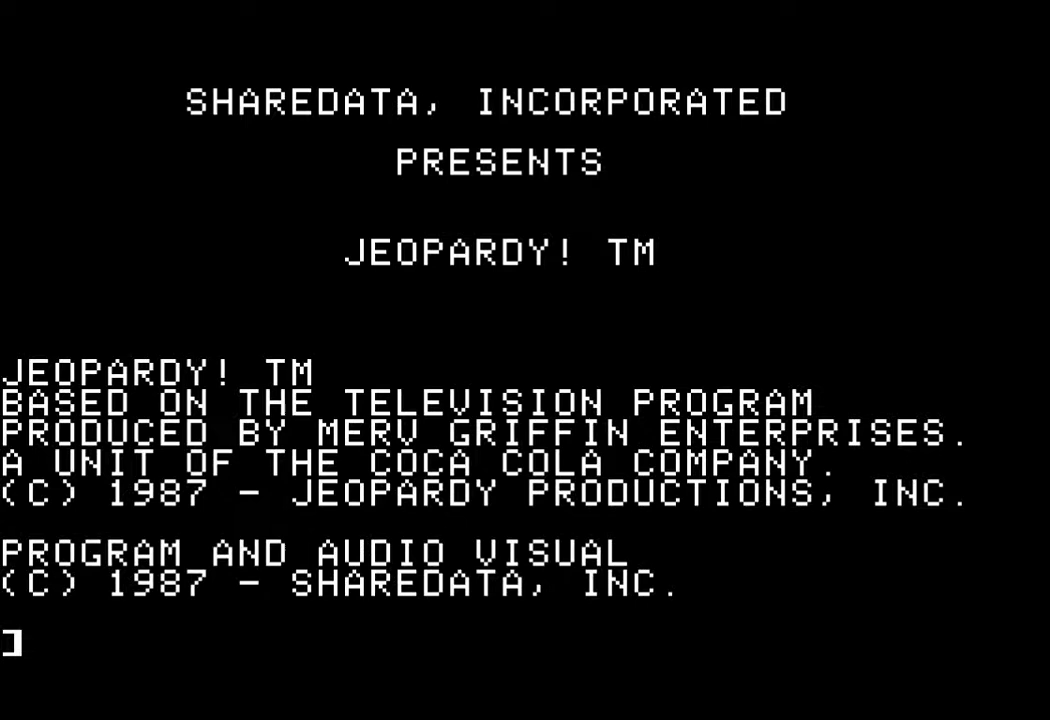 SHAREDATA, INCORPORATED
PRESENTS
JEOPARDY! TM
JEOPARDY! TM
BASED ON THE TELEVISION PROGRAM
PRODUCED BY MERV GRIFFIN ENTERPRISES.
A UNIT OF THE COCA COLA COMPANY.
(C) 1987 - JEOPARDY PRODUCTIONS, INC.
PROGRAM AND AUDIO VISUAL
(C) 1987 - SHAREDATA, INC.
]